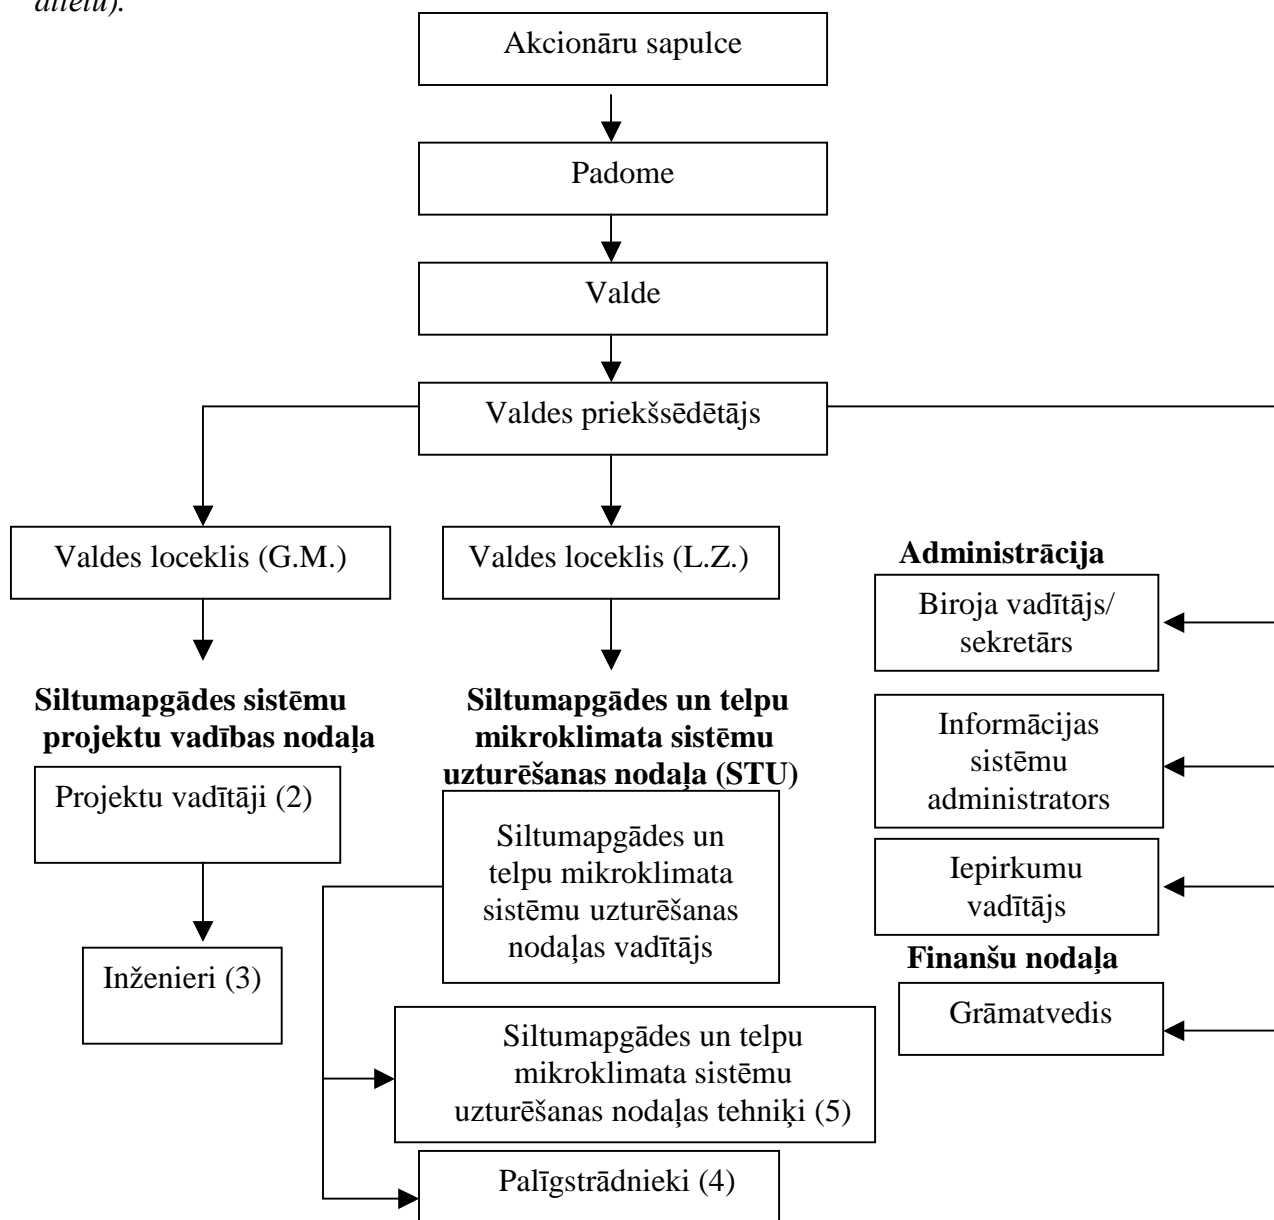 attēlu).
Akcionāru sapulce
Padome
Valde
Valdes priekšsēdētājs
Valdes loceklis (G.M.)
Valdes loceklis (L.Z.)
Siltumapgādes sistēmu
projektu vadības nodaļa
Projektu vadītāji (2)
Inženieri (3)
Siltumapgādes un telpu
mikroklimata sistēmu
uzturēšanas nodaļa (STU)
Siltumapgādes un
telpu mikroklimata
sistēmu uzturēšanas
nodaļas vadītājs
Siltumapgādes un telpu
mikroklimata sistēmu
uzturēšanas nodaļas tehniķi (5)
Palīgstrādnieki (4)
Administrācija
Biroja vadītājs/
sekretārs
Informācijas
sistēmu
administrators
Iepirkumu
vadītājs
Finanšu nodaļa
Grāmatvedis